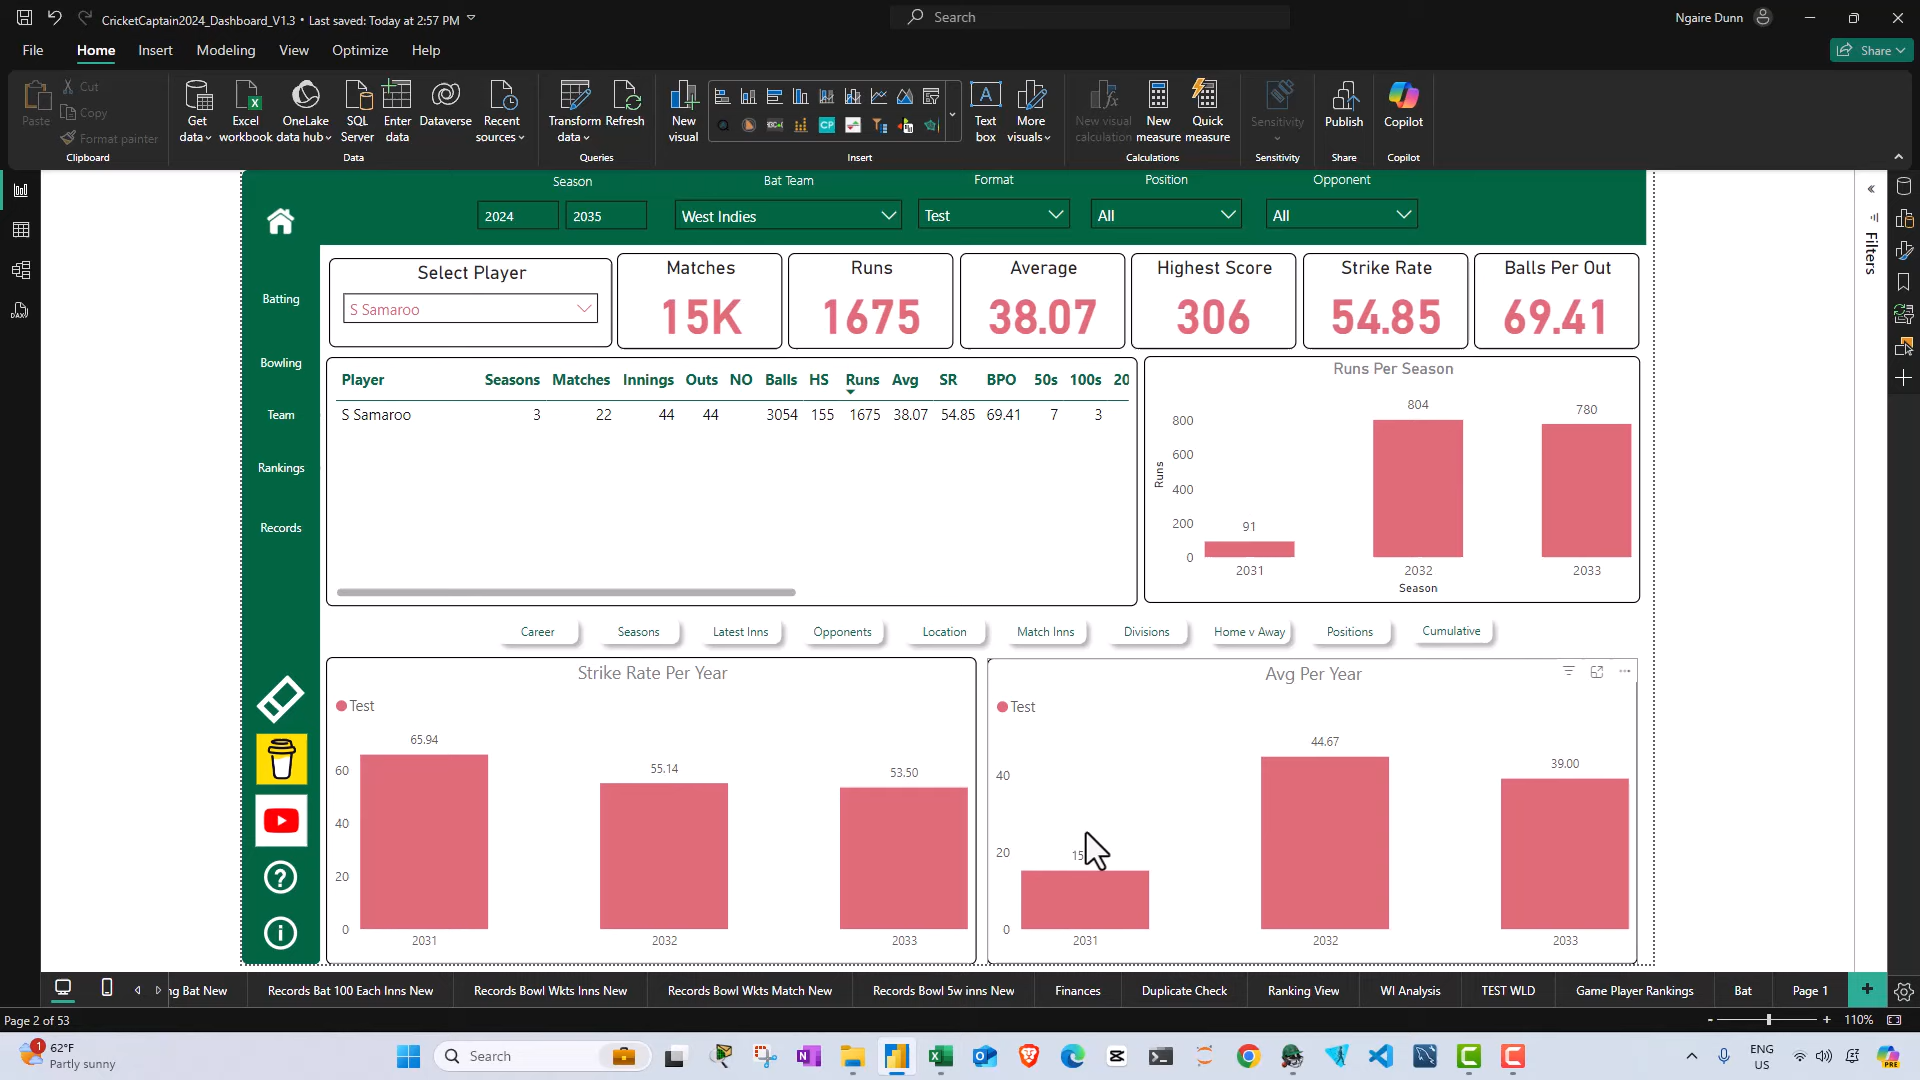 CricketCaptain2024_Dashboard_V1.3 • Last saved: Today at 2:57 PM
Search
Ngaire Dunn
File Home Insert Modeling View Optimize Help
Share
Paste
Cut
Copy
Format painter
Clipboard
Get data
Excel workbook
OneLake data hub
SQL Server
Enter data
Dataverse
Recent sources
Data
Transform data
Refresh
Queries
New visual
Text box
More visuals
Insert
New visual calculation
New measure
Quick measure
Calculations
Sensitivity
Sensitivity
Publish
Share
Copilot
Copilot
Season
Bat Team
Format
Position
Opponent
2024
2035
West Indies
Test
All
All
Filters
Batting
Bowling
Team
Rankings
Records
Select Player
S Samaroo
Matches
15K
Runs
1675
Average
38.07
Highest Score
306
Strike Rate
54.85
Balls Per Out
69.41
Player Seasons Matches Innings Outs NO Balls HS Runs Avg SR BPO 50s 100s 20
S Samaroo 3 22 44 44 3054 155 1675 38.07 54.85 69.41 7 3
Runs Per Season
Runs
800
600
400
200
0
91
804
780
2031
2032
2033
Season
Career
Seasons
Latest Inns
Opponents
Location
Match Inns
Divisions
Home v Away
Positions
Cumulative
Strike Rate Per Year
Test
60
40
20
0
65.94
55.14
53.50
2031
2032
2033
Avg Per Year
Test
40
20
0
44.67
39.00
2031
2032
2033
ng Bat New
Records Bat 100 Each Inns New
Records Bowl Wkts Inns New
Records Bowl Wkts Match New
Records Bowl 5w inns New
Finances
Duplicate Check
Ranking View
WI Analysis
TEST WLD
Game Player Rankings
Bat
Page 1
Page 2 of 53
110%
1
62°F
Partly sunny
Search
ENG
US